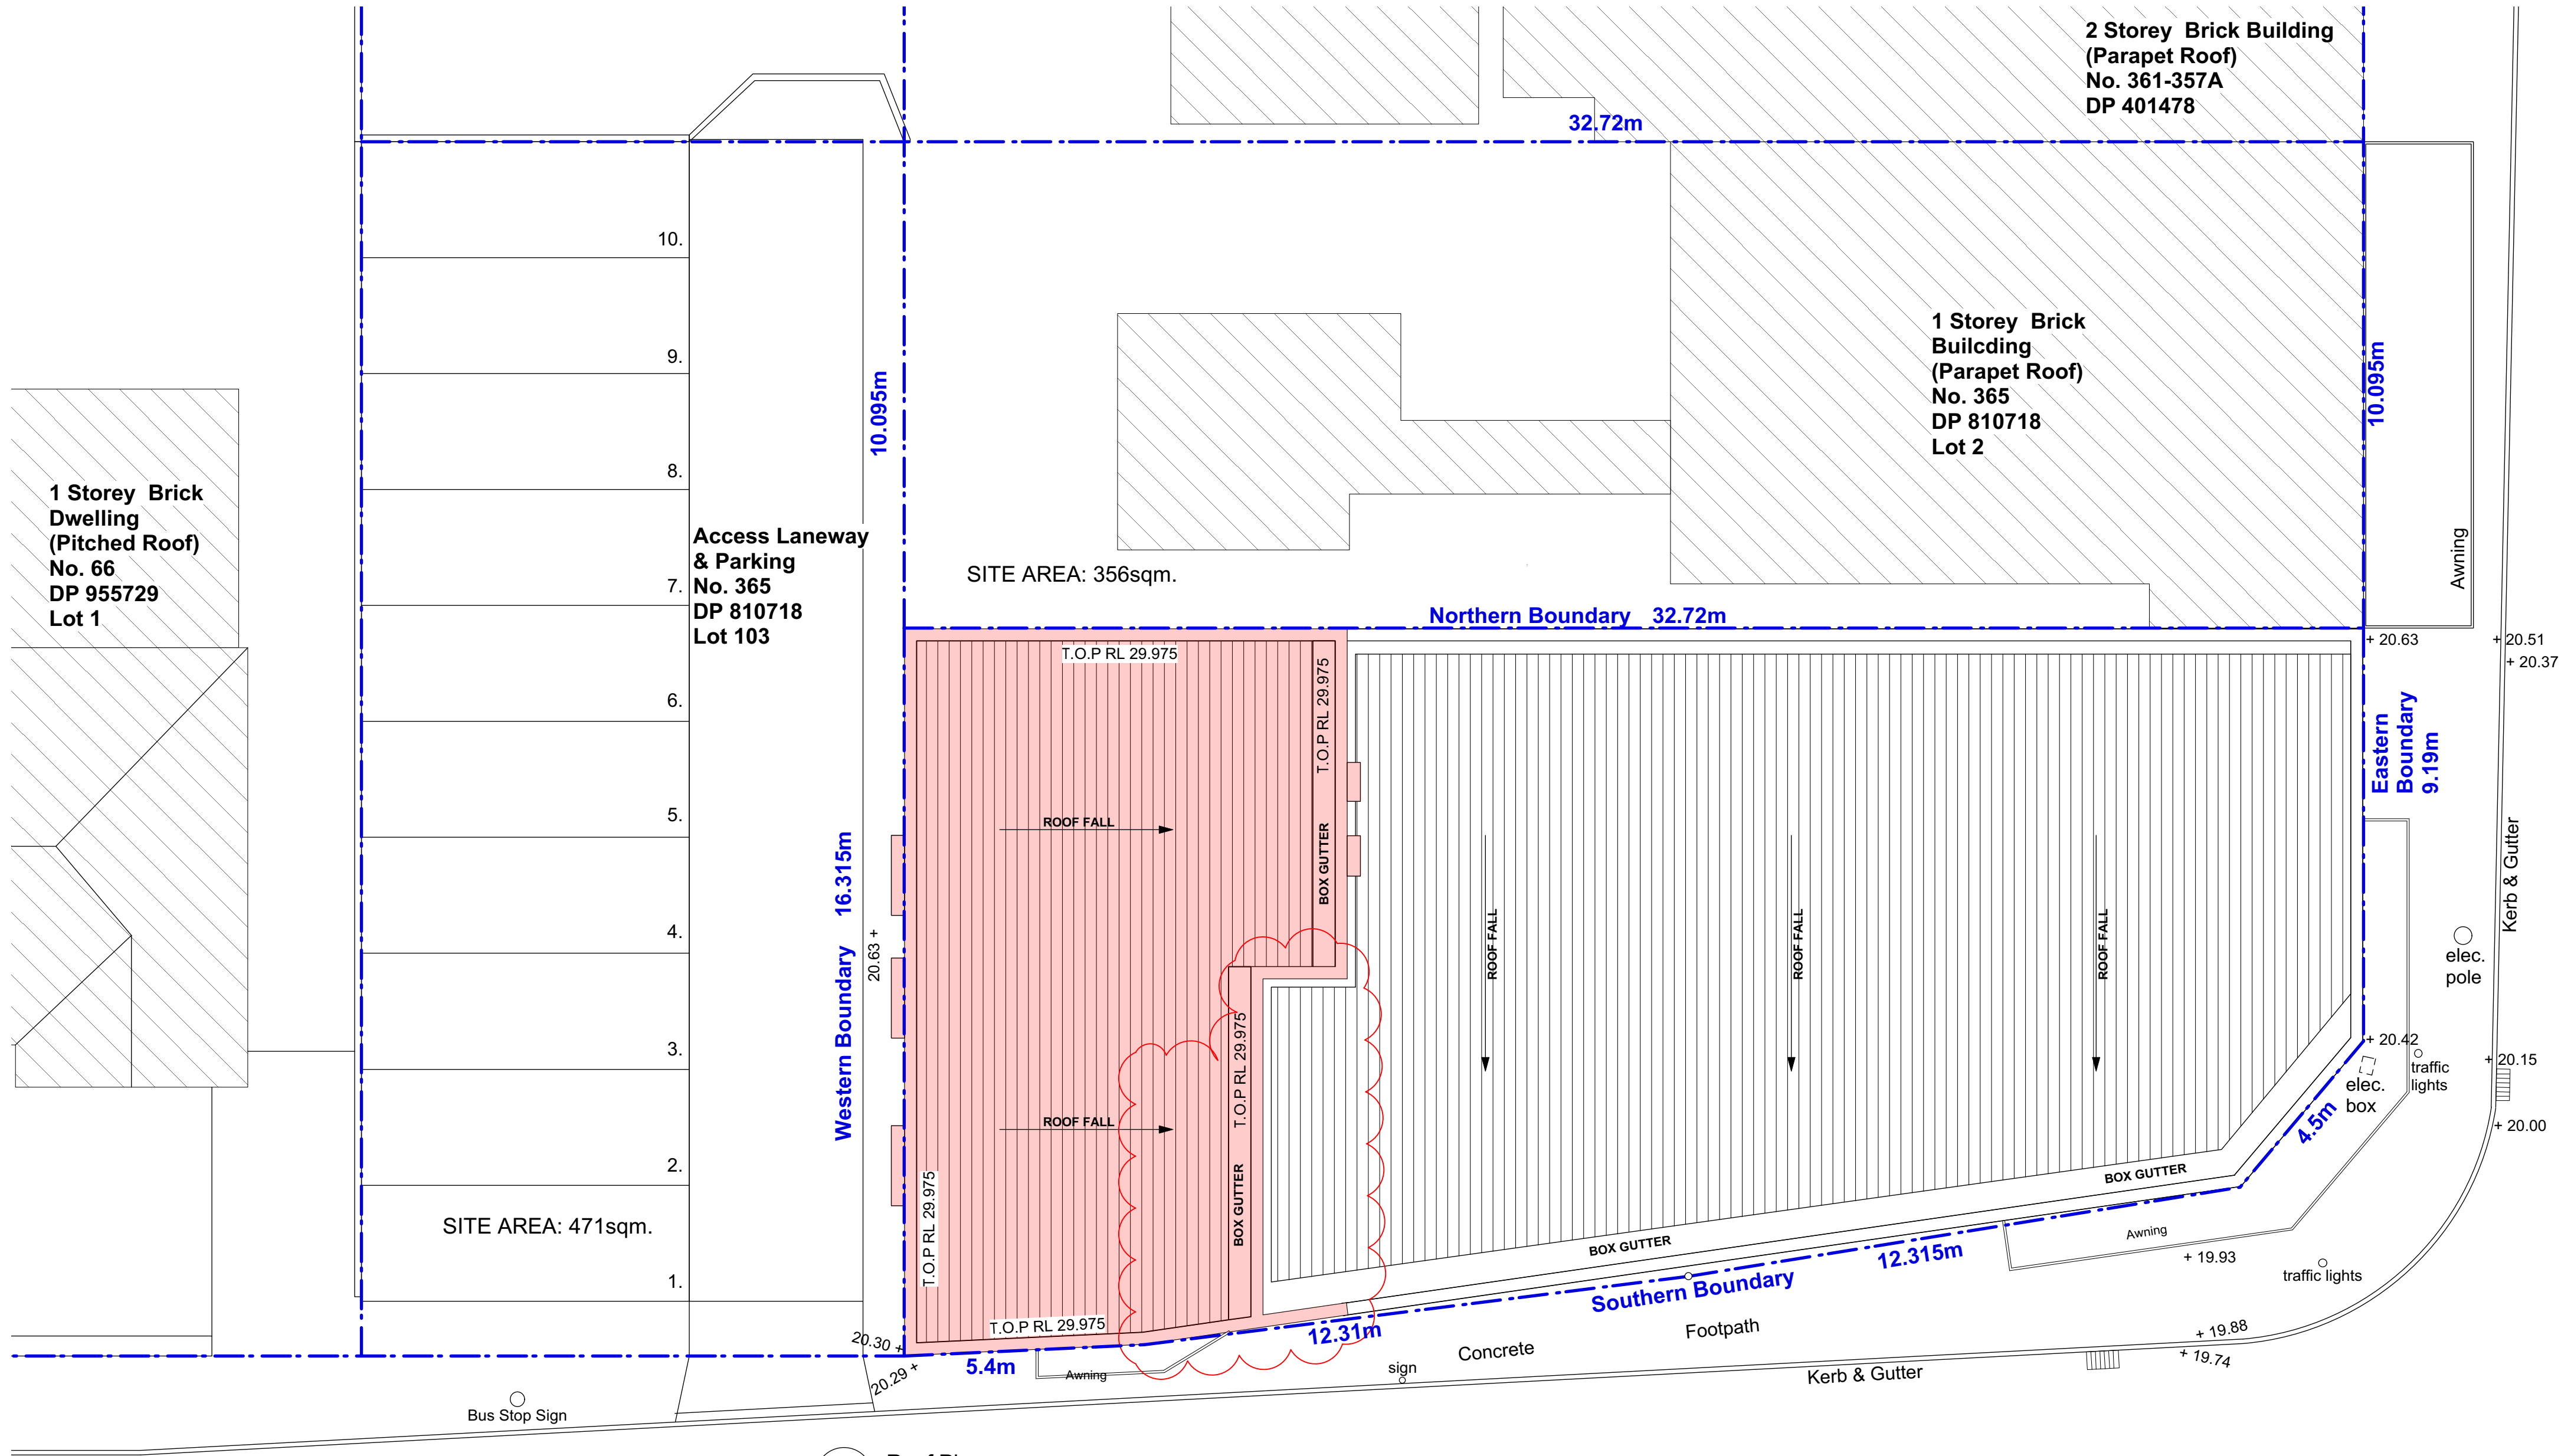 2 Storey  Brick Building
(Parapet Roof)
No. 361-357A
DP 401478
32.72m
10.
9.
8.
7.
6.
5.
4.
3.
2.
1.
10.095m
10.095m
1 Storey  Brick
Builcding
(Parapet Roof)
No. 365
DP 810718
Lot 2
Awning
1 Storey  Brick
Dwelling
(Pitched Roof)
No. 66
DP 955729
Lot 1
Access Laneway
& Parking
No. 365
DP 810718
Lot 103
SITE AREA: 356sqm.
Northern Boundary    32.72m
+ 20.63
+ 20.51
+ 20.37
T.O.P RL 29.975
T.O.P RL 29.975
BOX GUTTER
ROOF FALL
Western Boundary    16.315m
20.63 +
Eastern
Boundary
9.19m
Kerb & Gutter
ROOF FALL
ROOF FALL
ROOF FALL
elec.
pole
T.O.P RL 29.975
BOX GUTTER
ROOF FALL
+ 20.42
+ 20.15
traffic
lights
elec.
box
+ 20.00
4.5m
BOX GUTTER
T.O.P RL 29.975
SITE AREA: 471sqm.
BOX GUTTER
Awning
12.315m
+ 19.93
traffic lights
Southern Boundary
T.O.P RL 29.975
12.31m
20.30 +
20.29 +
5.4m
Awning
sign
Concrete
Footpath
+ 19.88
+ 19.74
Kerb & Gutter
Bus Stop Sign